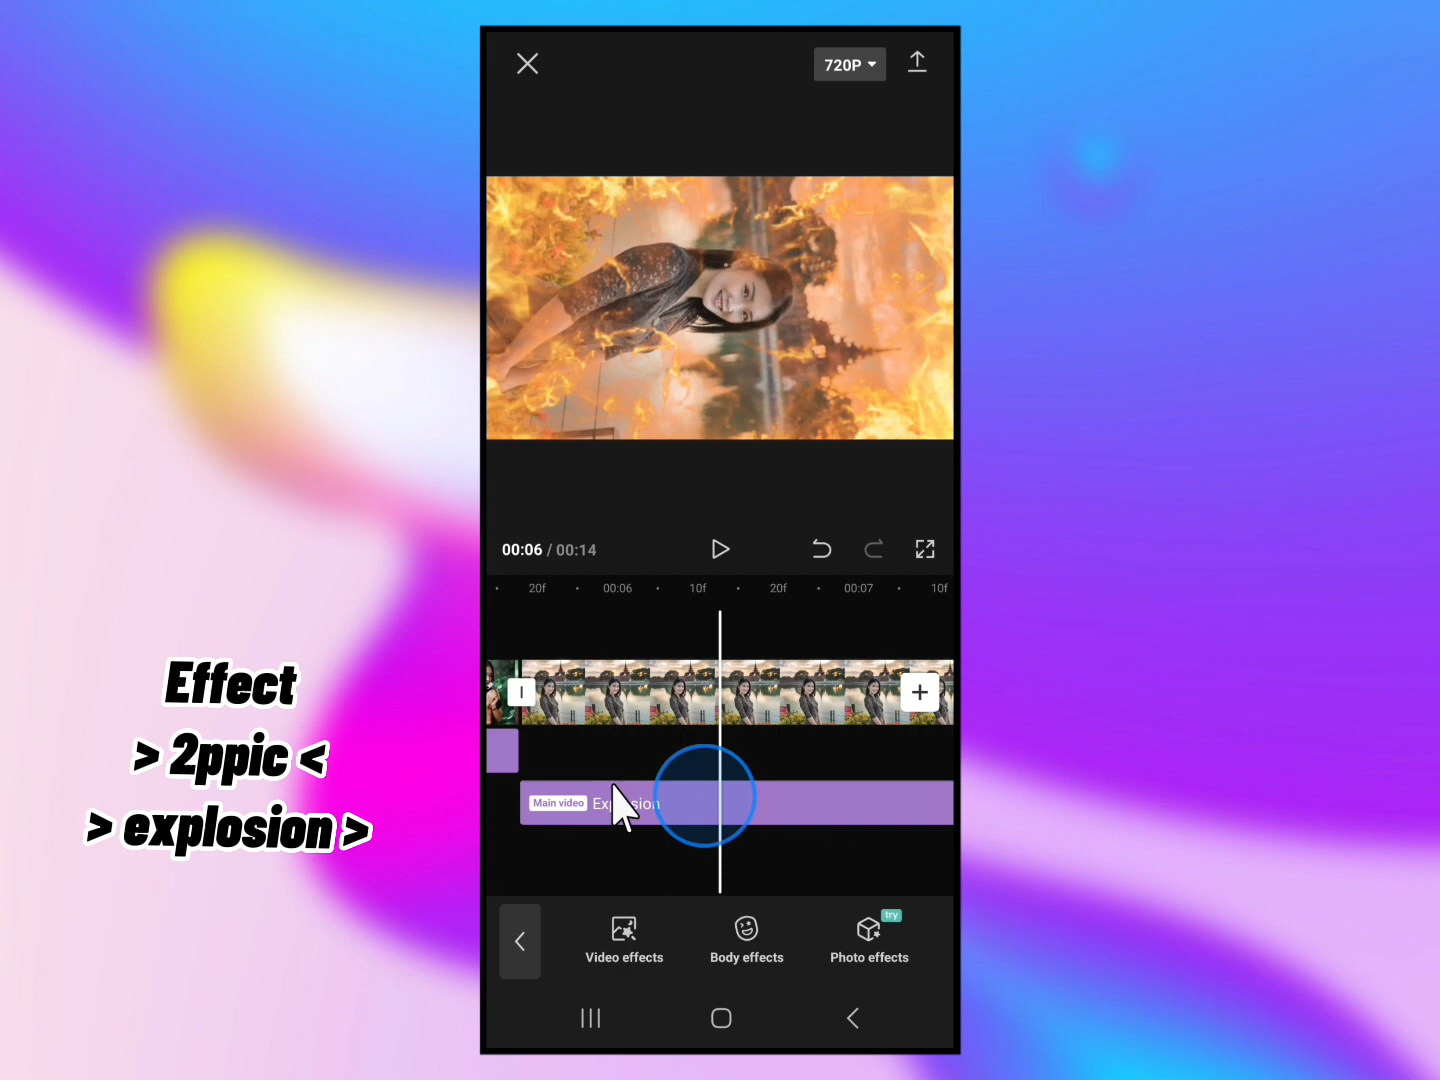 720P
00:06 / 00:14
20f 00:06 10f 20f 00:07 10f
Effect
> 2ppic <
> explosion >
Main video Explosion
try
Video effects Body effects Photo effects